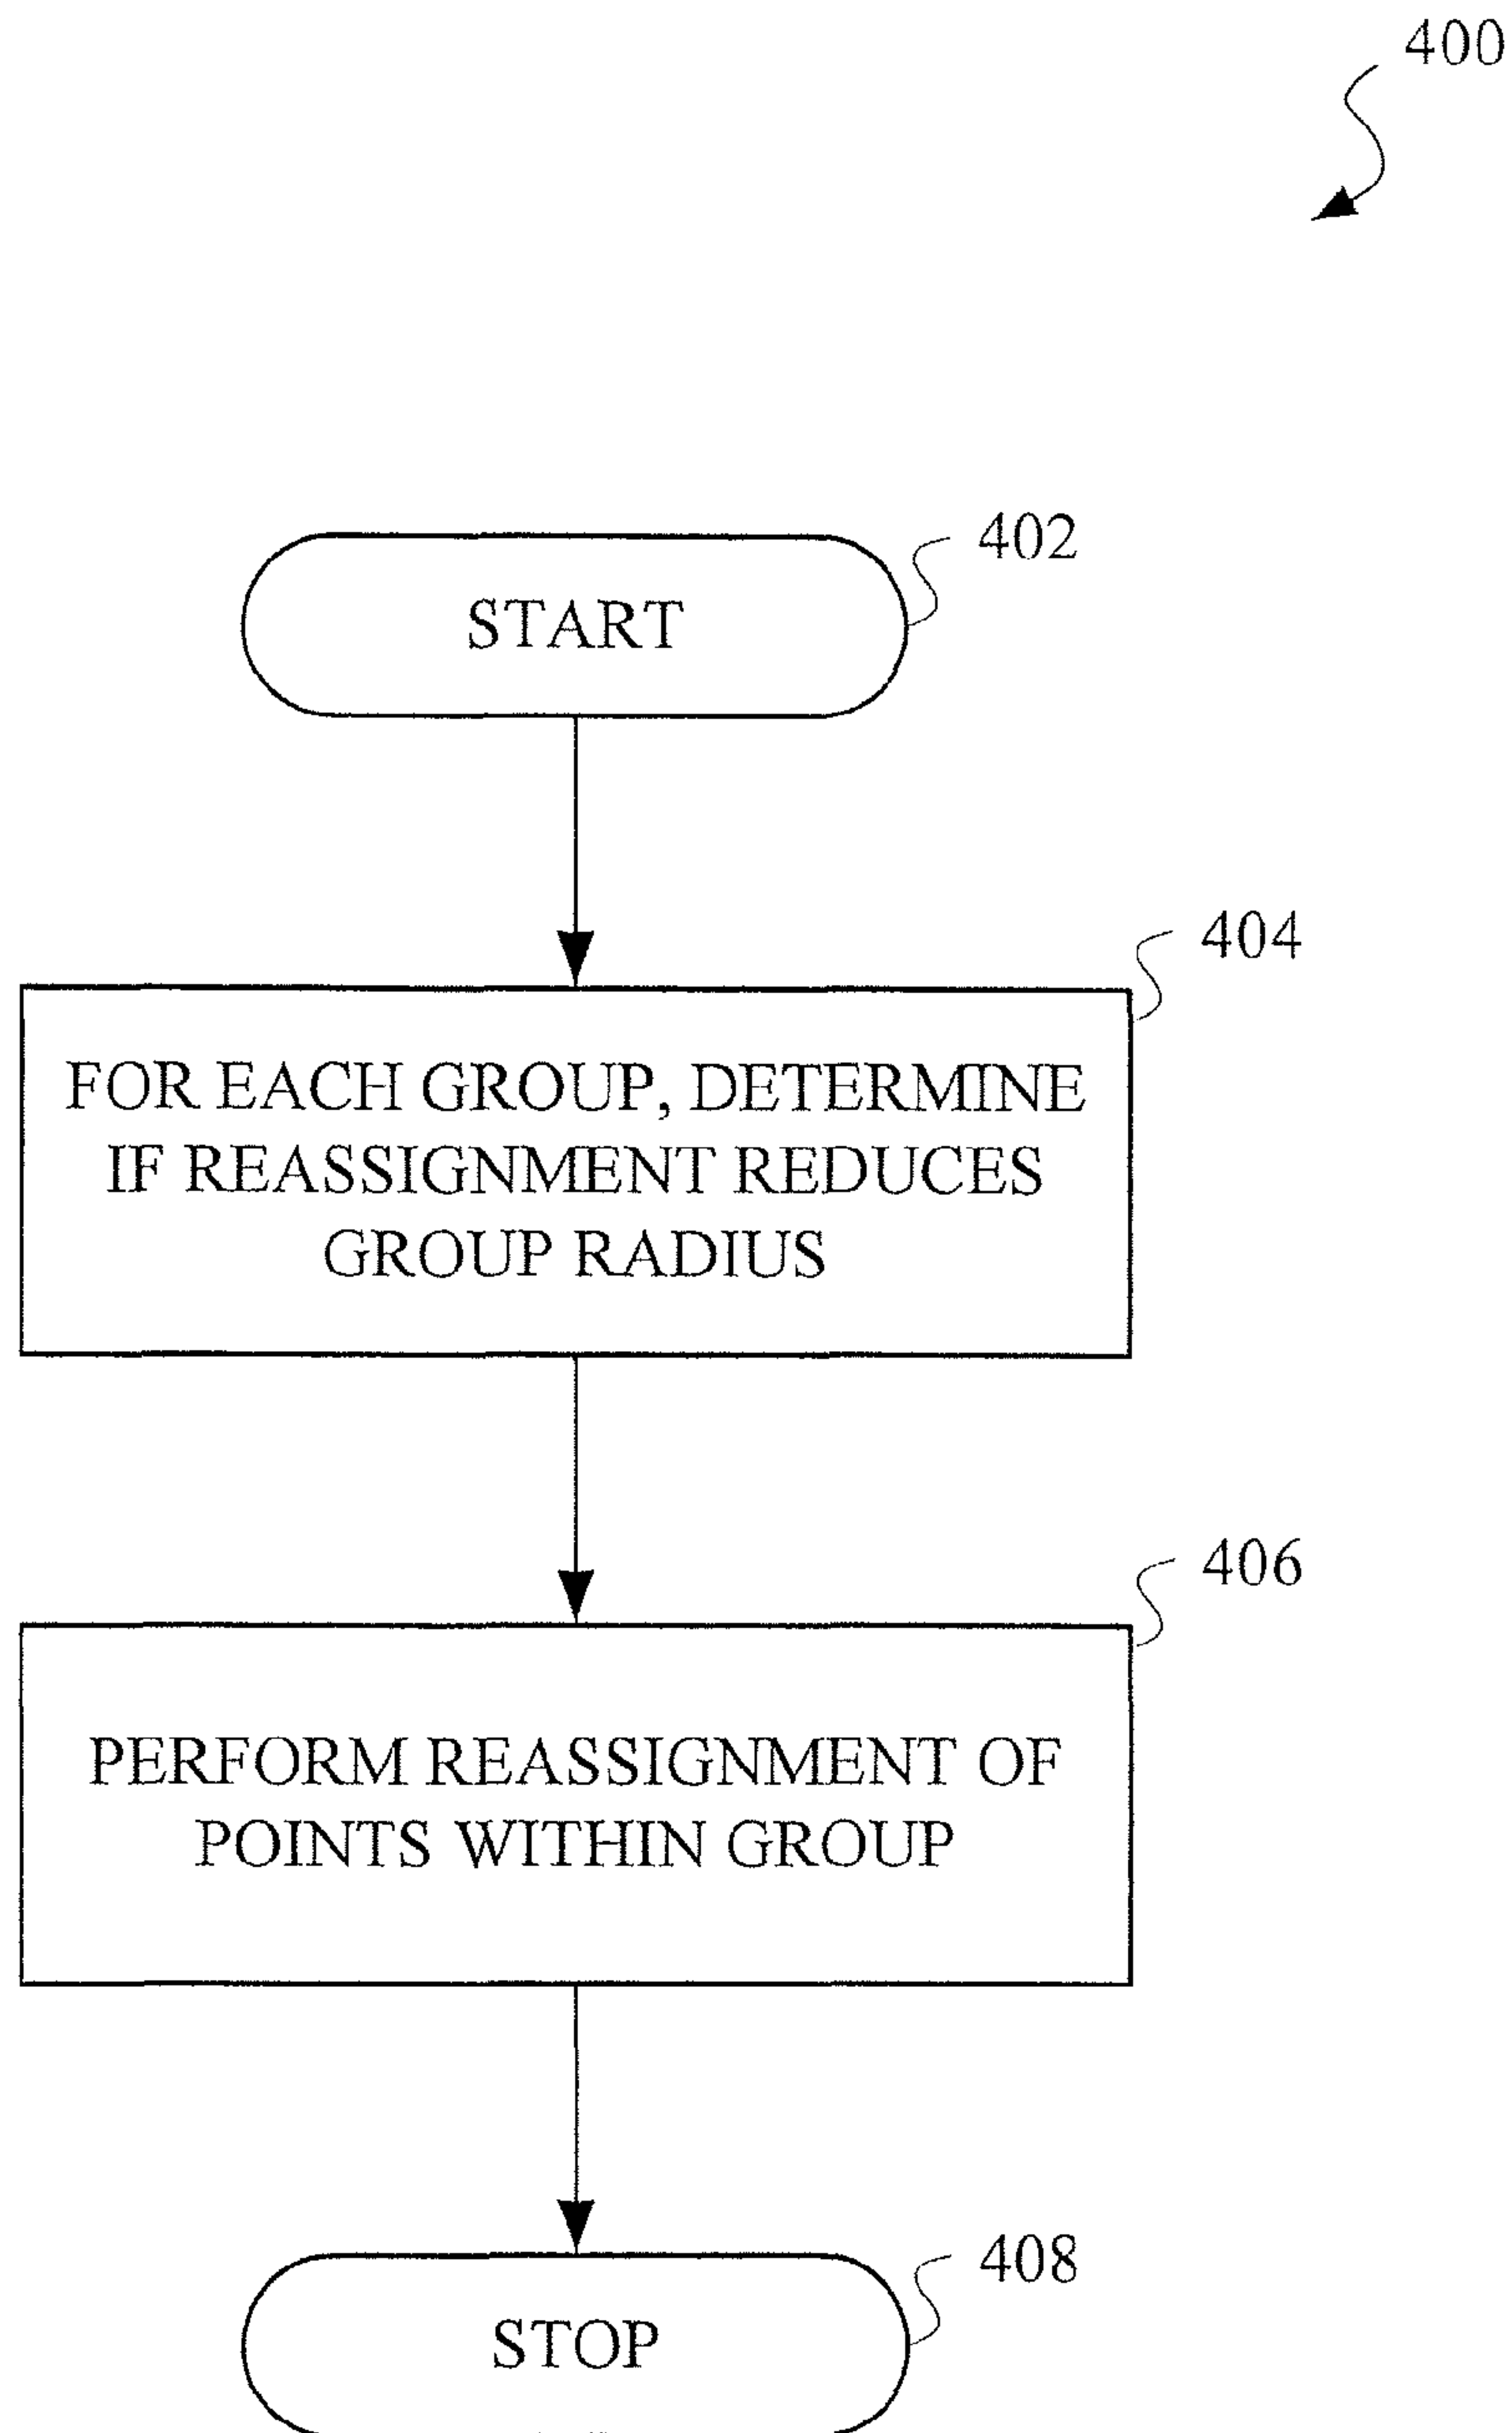 400
402
START
404
FOR EACH GROUP, DETERMINE
IF REASSIGNMENT REDUCES
GROUP RADIUS
406
PERFORM REASSIGNMENT OF
POINTS WITHIN GROUP
408
STOP